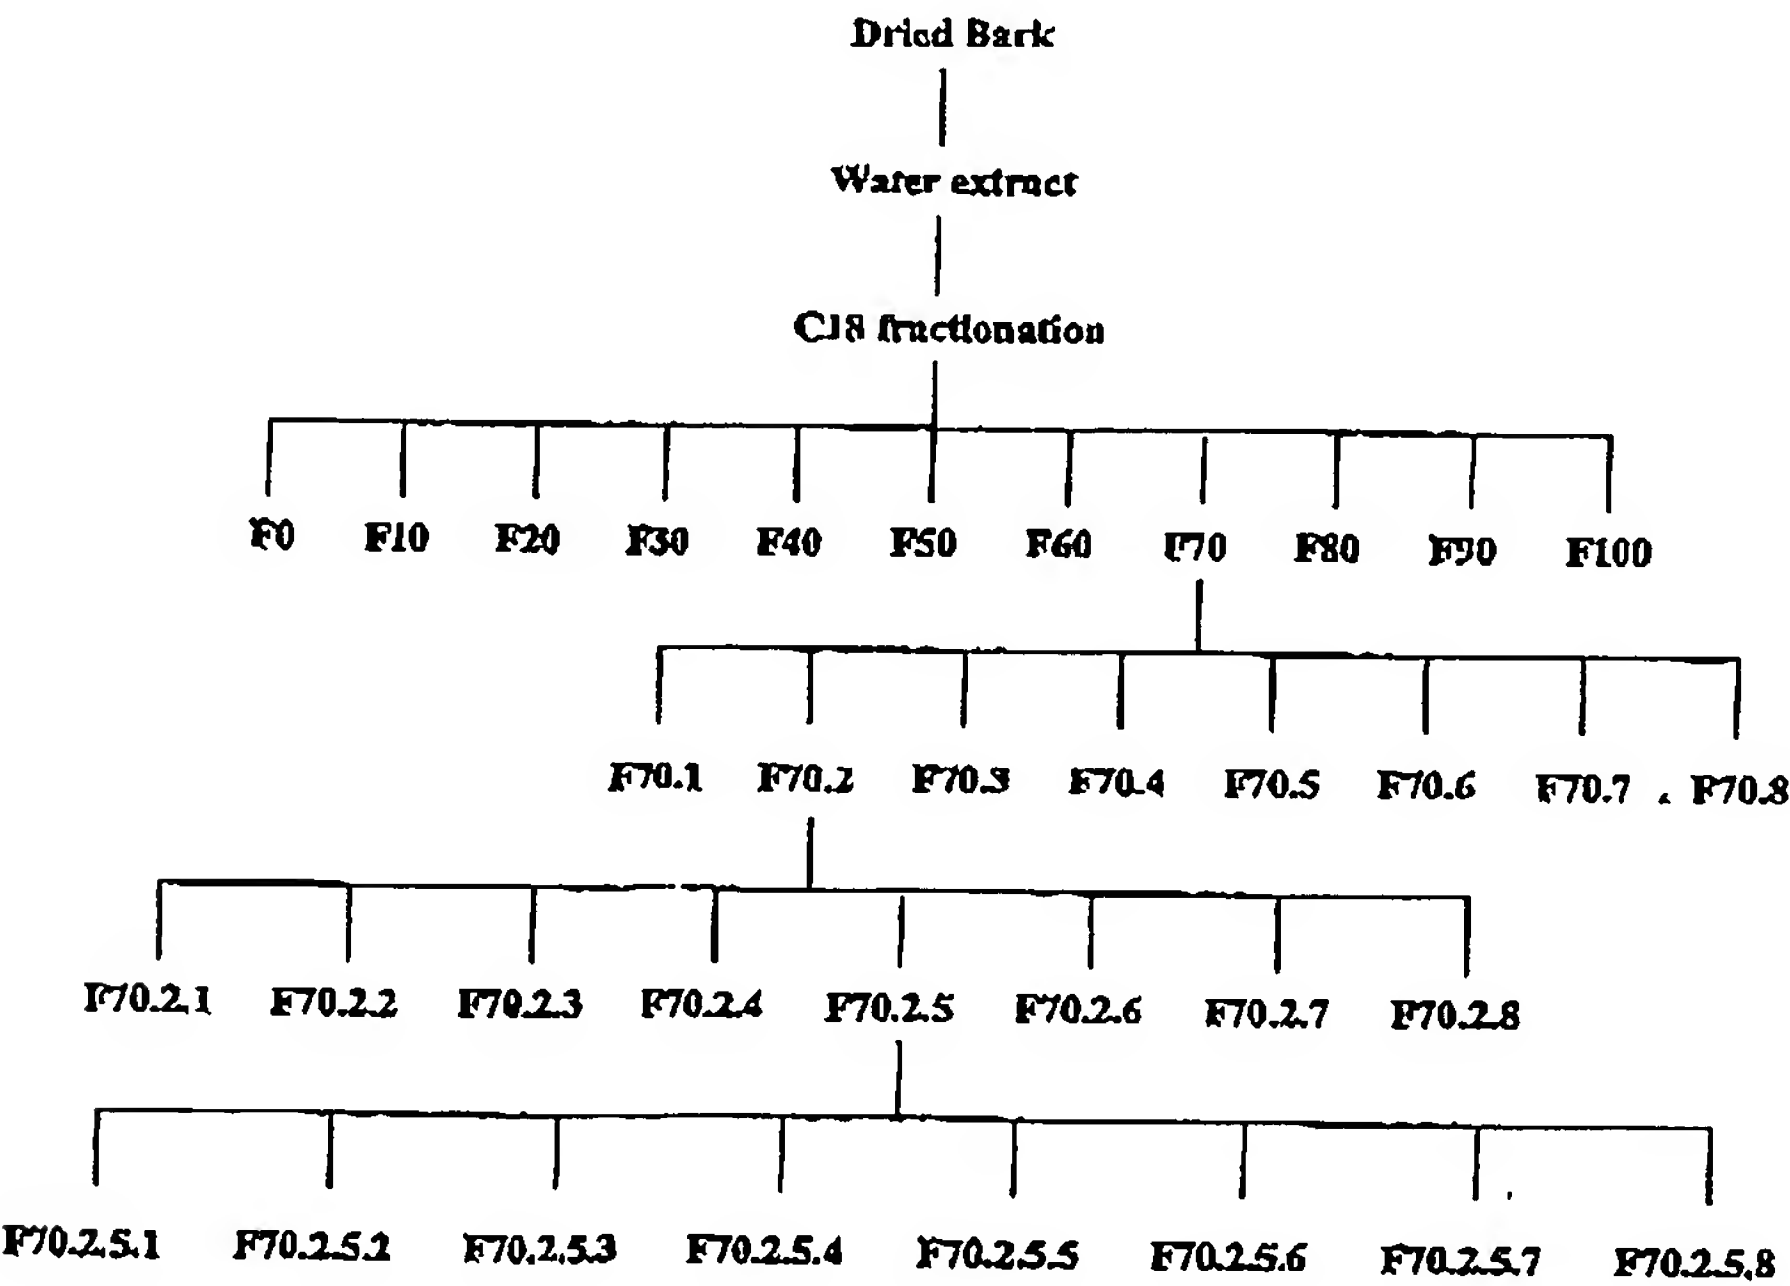 Dried Bark
Water extract
C18 fractionation
F0 F10 F20 F30 F40 F50 F60 F70 F80 F90 F100
F70.1 F70.2 F70.3 F70.4 F70.5 F70.6 F70.7 F70.8
F70.2.1 F70.2.2 F70.2.3 F70.2.4 F70.2.5 F70.2.6 F70.2.7 F70.2.8
F70.2.5.1 F70.2.5.2 F70.2.5.3 F70.2.5.4 F70.2.5.5 F70.2.5.6 F70.2.5.7 F70.2.5.8